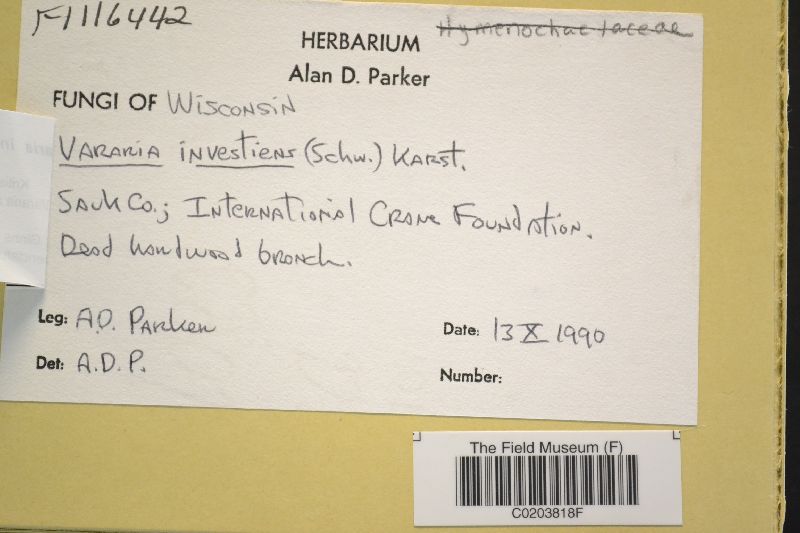 F1116442
Hymenochaetaceae
HERBARIUM
Alan D. Parker
FUNGI OF Wisconsin
Vararia investiens (Schw.) Karst.
Sauk Co.; International Crane Foundation.
Dead hardwood branch.
Leg: A.D. Parker
Date: 13 X 1990
Det: A.D.P.
Number:
The Field Museum (F)
C0203818F